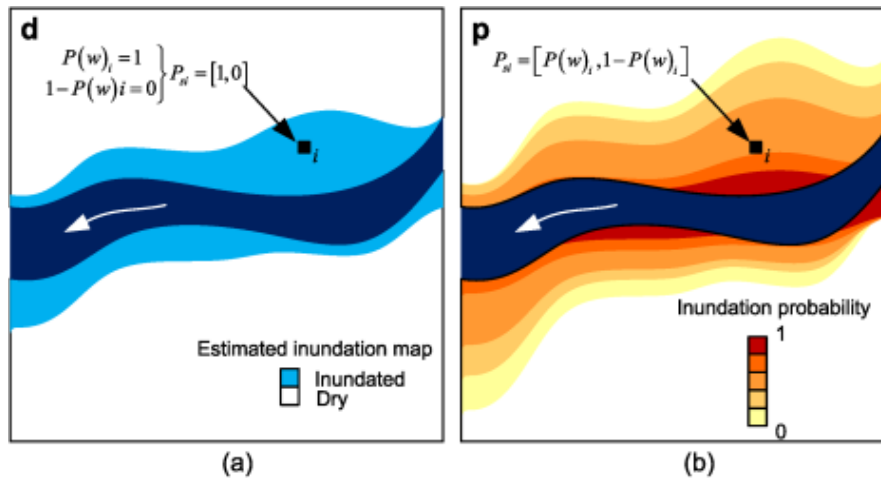 d
P(w)ᵢ = 1
1−P(w)i = 0
} Pₛᵢ = [1,0]
i
Estimated inundation map
Inundated
Dry
(a)
p
Pₛᵢ = [P(w)ᵢ, 1−P(w)ᵢ]
i
Inundation probability
1
0
(b)